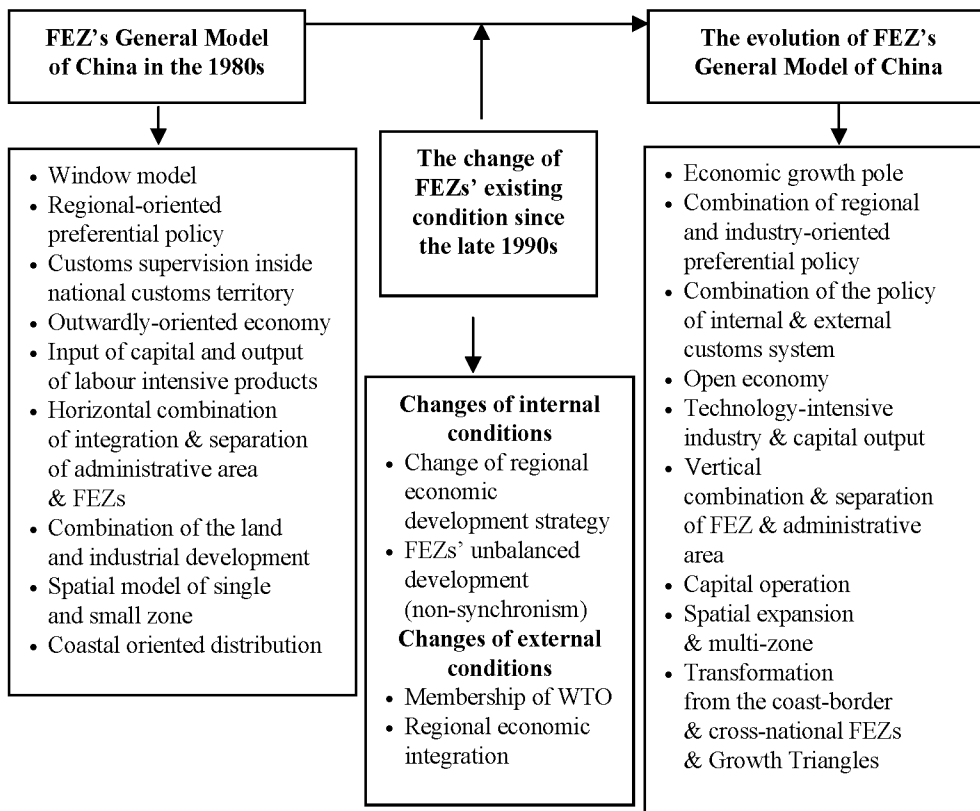 FEZ's General Model
of China in the 1980s
• Window model
• Regional-oriented
preferential policy
• Customs supervision inside
national customs territory
• Outwardly-oriented economy
• Input of capital and output
of labour intensive products
• Horizontal combination
of integration & separation
of administrative area
& FEZs
• Combination of the land
and industrial development
• Spatial model of single
and small zone
• Coastal oriented distribution
The change of
FEZs' existing
condition since
the late 1990s
Changes of internal
conditions
• Change of regional
economic
development strategy
• FEZs' unbalanced
development
(non-synchronism)
Changes of external
conditions
• Membership of WTO
• Regional economic
integration
The evolution of FEZ's
General Model of China
• Economic growth pole
• Combination of regional
and industry-oriented
preferential policy
• Combination of the policy
of internal & external
customs system
• Open economy
• Technology-intensive
industry & capital output
• Vertical
combination & separation
of FEZ & administrative
area
• Capital operation
• Spatial expansion
& multi-zone
• Transformation
from the coast-border
& cross-national FEZs
& Growth Triangles